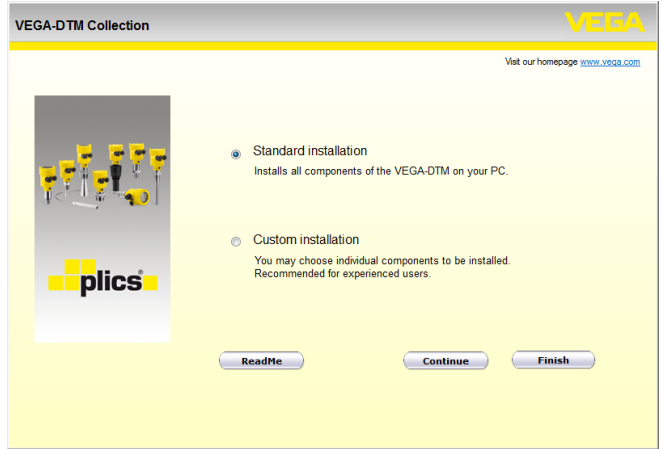 VEGA-DTM Collection
VEGA
Visit our homepage www.vega.com
Standard installation
Installs all components of the VEGA-DTM on your PC.
Custom installation
You may choose individual components to be installed.
Recommended for experienced users.
plics®
ReadMe
Continue
Finish